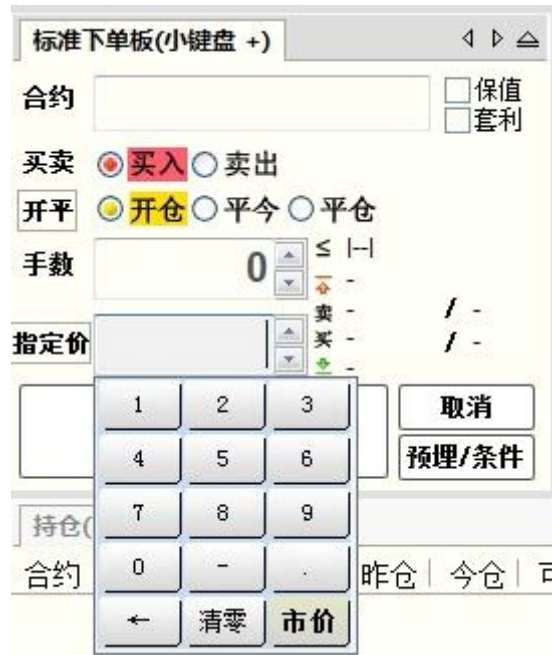 标准下单板(小键盘 +)
合约
保值
套利
买卖 买入 卖出
开平 开仓 平今 平仓
手数 0 ≤ |--|
-
卖 - / -
指定价 买 - / -
-
1 2 3 取消
4 5 6 预埋/条件
7 8 9
持仓(
0 - .
合约 昨仓 今仓
← 清零 市价